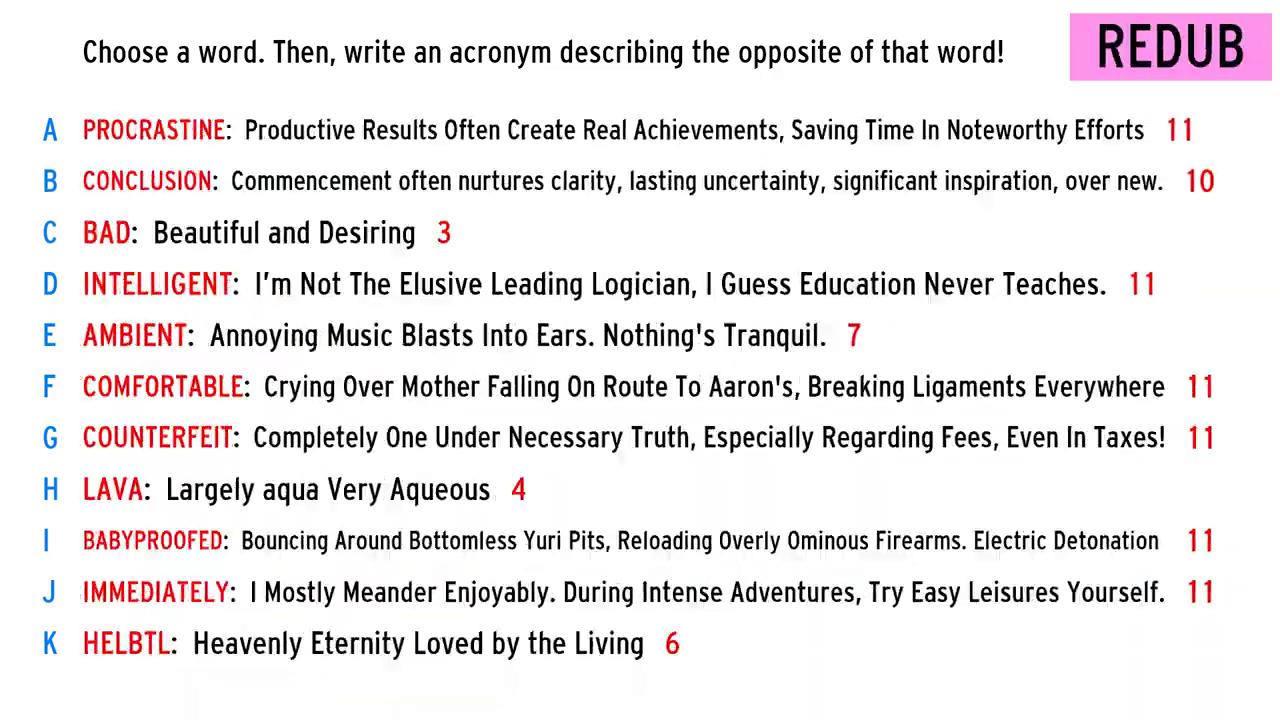 Choose a word. Then, write an acronym describing the opposite of that word!
REDUB
A PROCRASTINE: Productive Results Often Create Real Achievements, Saving Time In Noteworthy Efforts 11
B CONCLUSION: Commencement often nurtures clarity, lasting uncertainty, significant inspiration, over new. 10
C BAD: Beautiful and Desiring 3
D INTELLIGENT: I’m Not The Elusive Leading Logician, I Guess Education Never Teaches. 11
E AMBIENT: Annoying Music Blasts Into Ears. Nothing's Tranquil. 7
F COMFORTABLE: Crying Over Mother Falling On Route To Aaron's, Breaking Ligaments Everywhere 11
G COUNTERFEIT: Completely One Under Necessary Truth, Especially Regarding Fees, Even In Taxes! 11
H LAVA: Largely aqua Very Aqueous 4
I BABYPROOFED: Bouncing Around Bottomless Yuri Pits, Reloading Overly Ominous Firearms. Electric Detonation 11
J IMMEDIATELY: I Mostly Meander Enjoyably. During Intense Adventures, Try Easy Leisures Yourself. 11
K HELBTL: Heavenly Eternity Loved by the Living 6